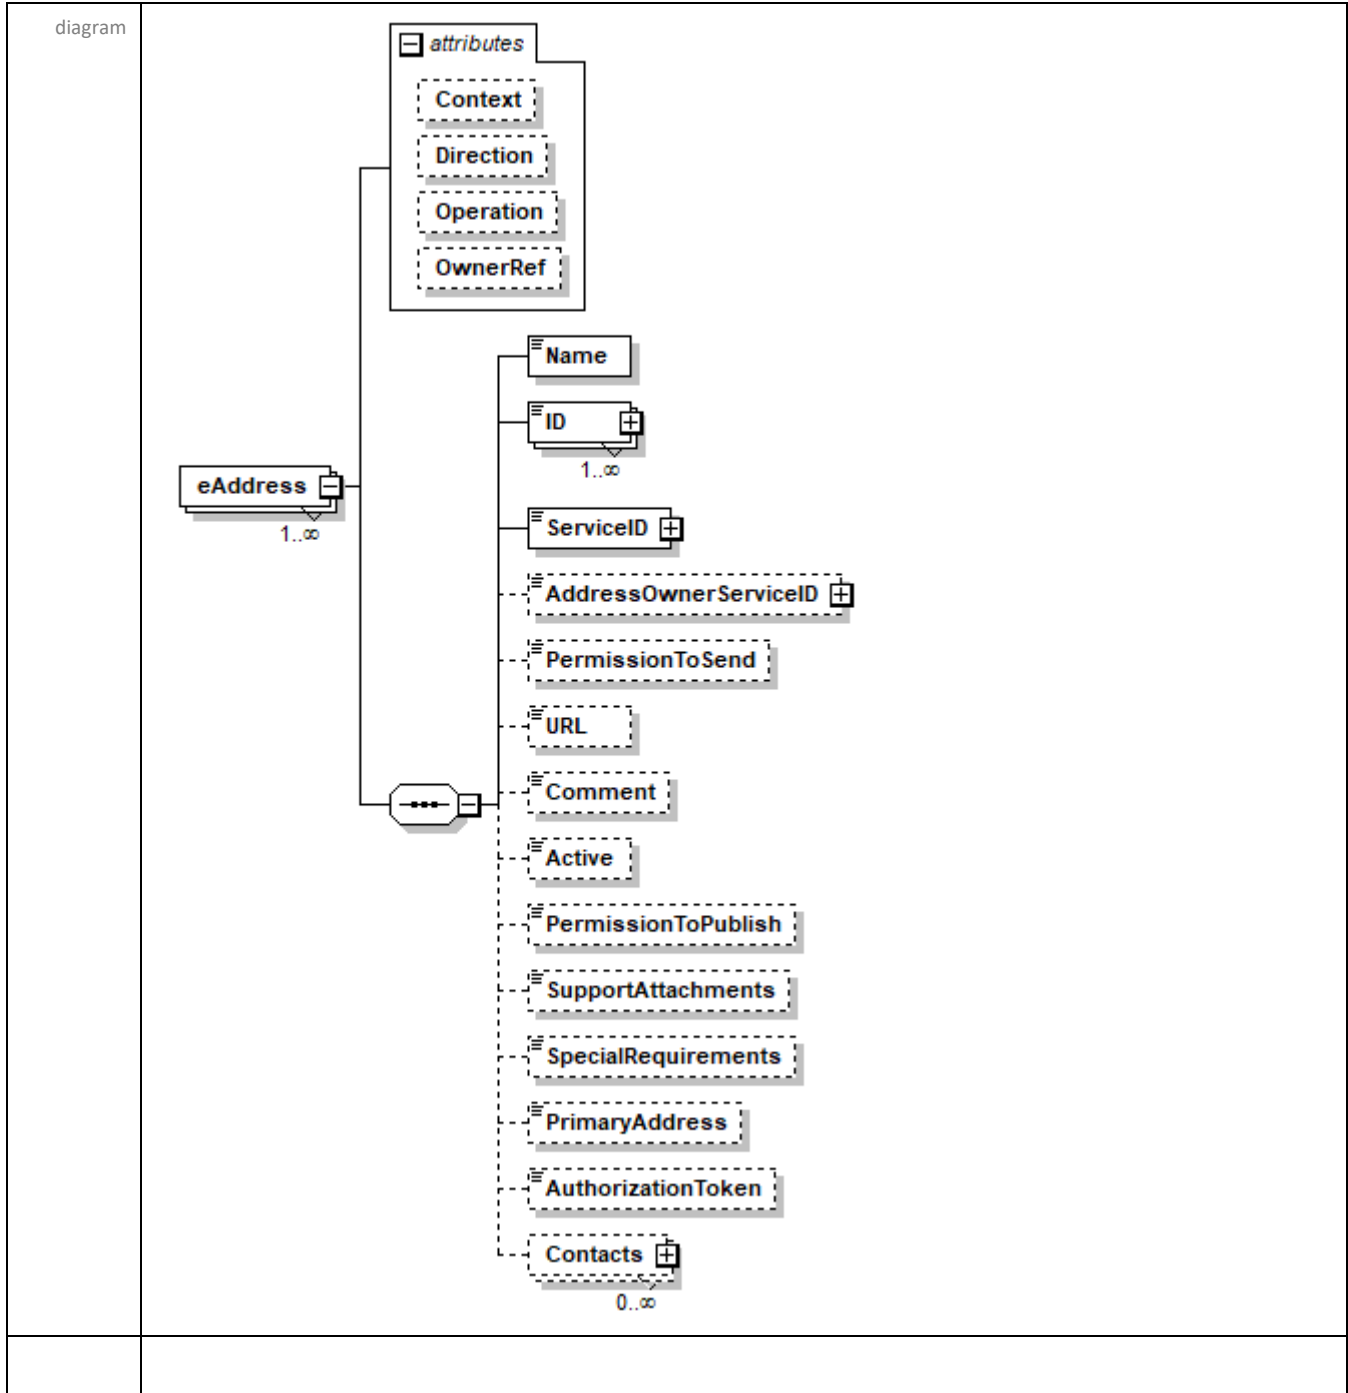 diagram
attributes
Context
Direction
Operation
OwnerRef
Name
ID
1..∞
eAddress
1..∞
ServiceID
AddressOwnerServiceID
PermissionToSend
URL
Comment
Active
PermissionToPublish
SupportAttachments
SpecialRequirements
PrimaryAddress
AuthorizationToken
Contacts
0..∞